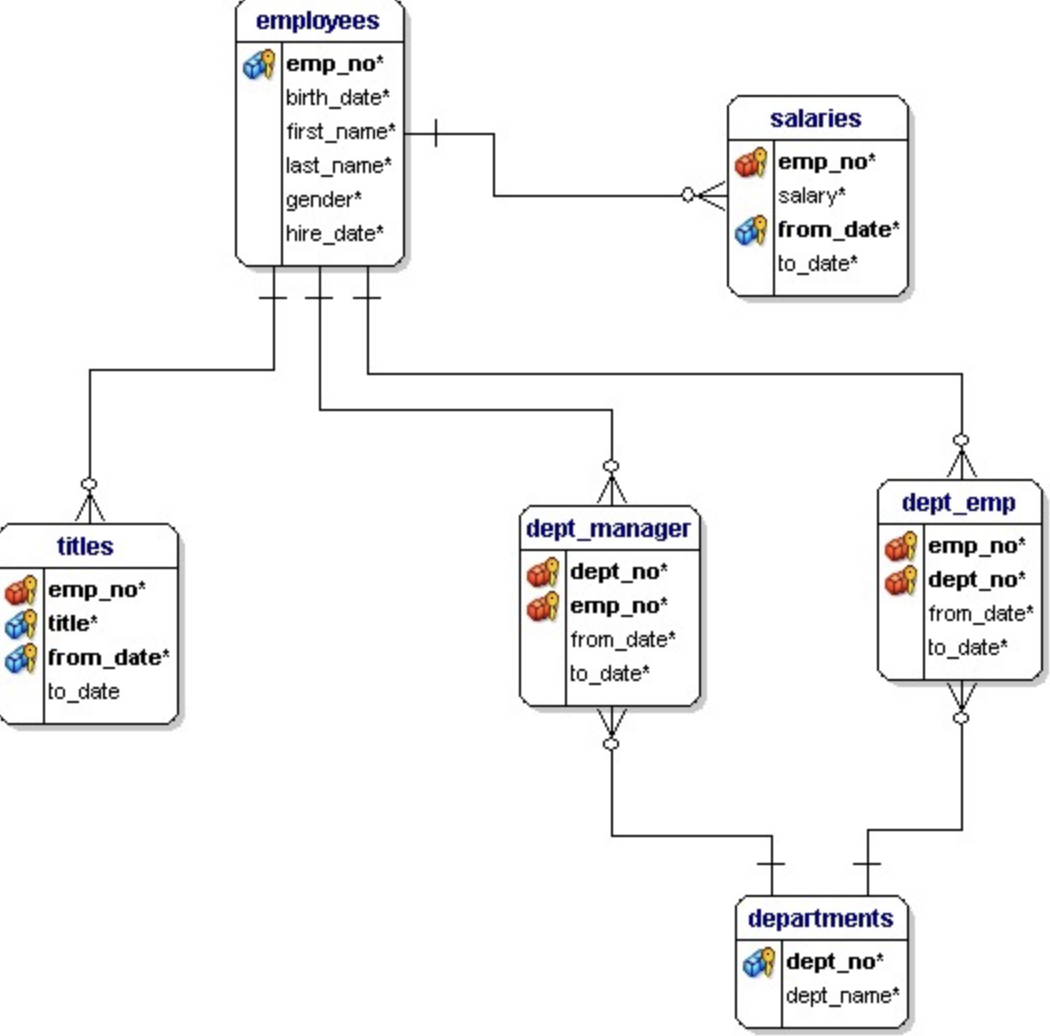 employees
emp_no*
birth_date*
first_name*
last_name*
gender*
hire_date*
salaries
emp_no*
salary*
from_date*
to_date*
titles
emp_no*
title*
from_date*
to_date
dept_manager
dept_no*
emp_no*
from_date*
to_date*
dept_emp
emp_no*
dept_no*
from_date*
to_date*
departments
dept_no*
dept_name*